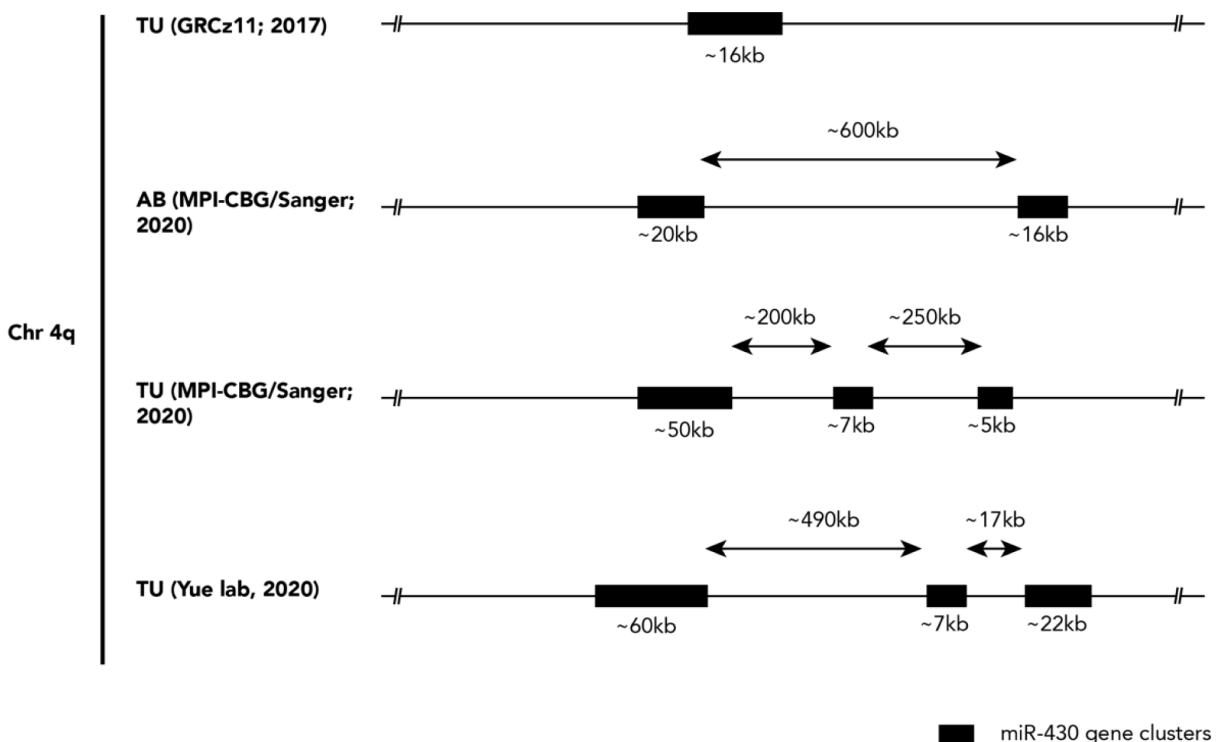 TU (GRCz11; 2017)
~16kb
~600kb
AB (MPI-CBG/Sanger;
2020)
~20kb
~16kb
Chr 4q
~200kb
~250kb
TU (MPI-CBG/Sanger;
2020)
~50kb
~7kb
~5kb
~490kb
~17kb
TU (Yue lab, 2020)
~60kb
~7kb
~22kb
miR-430 gene clusters